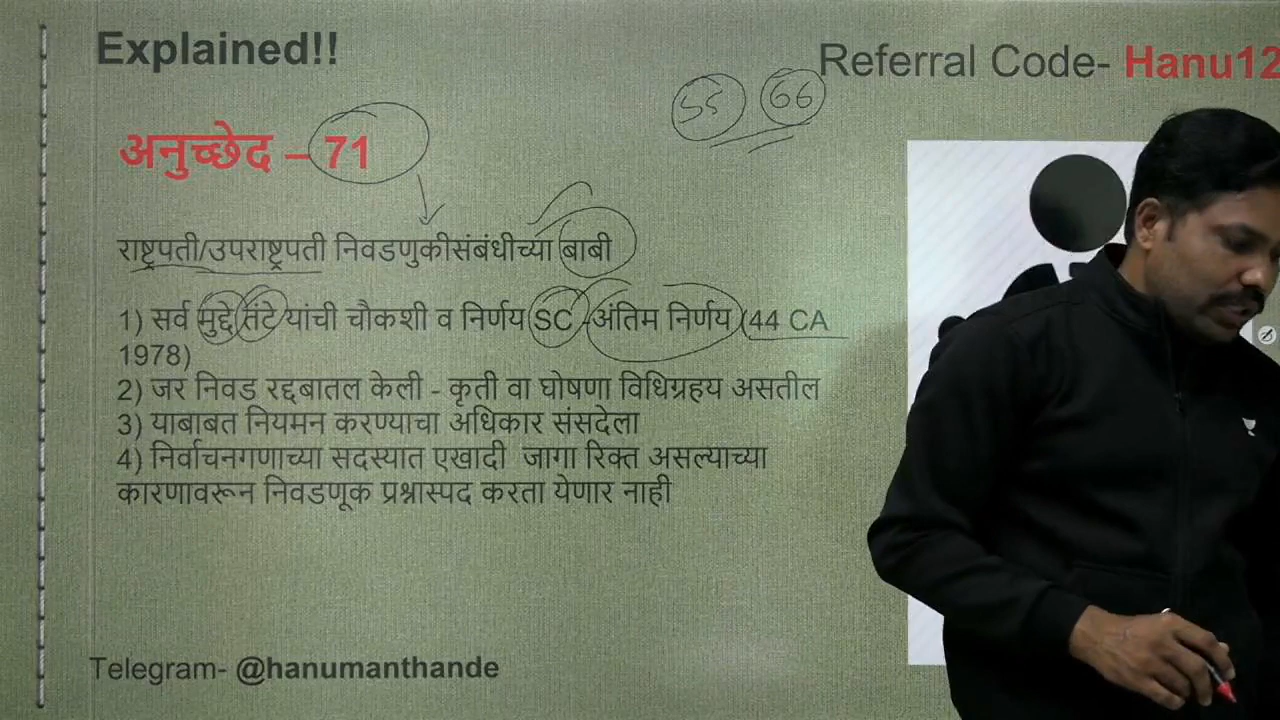 Explained!!
Referral Code- Hanu12
55 66
अनुच्छेद – 71
राष्ट्रपती/उपराष्ट्रपती निवडणुकीसंबंधीच्या बाबी
1) सर्व मुद्दे तंटे यांची चौकशी व निर्णय SC -अंतिम निर्णय (44 CA
1978)
2) जर निवड रद्दबातल केली - कृती वा घोषणा विधिग्रहय असतील
3) याबाबत नियमन करण्याचा अधिकार संसदेला
4) निर्वाचनगणाच्या सदस्यात एखादी जागा रिक्त असल्याच्या
कारणावरून निवडणूक प्रश्नास्पद करता येणार नाही
Telegram- @hanumanthande